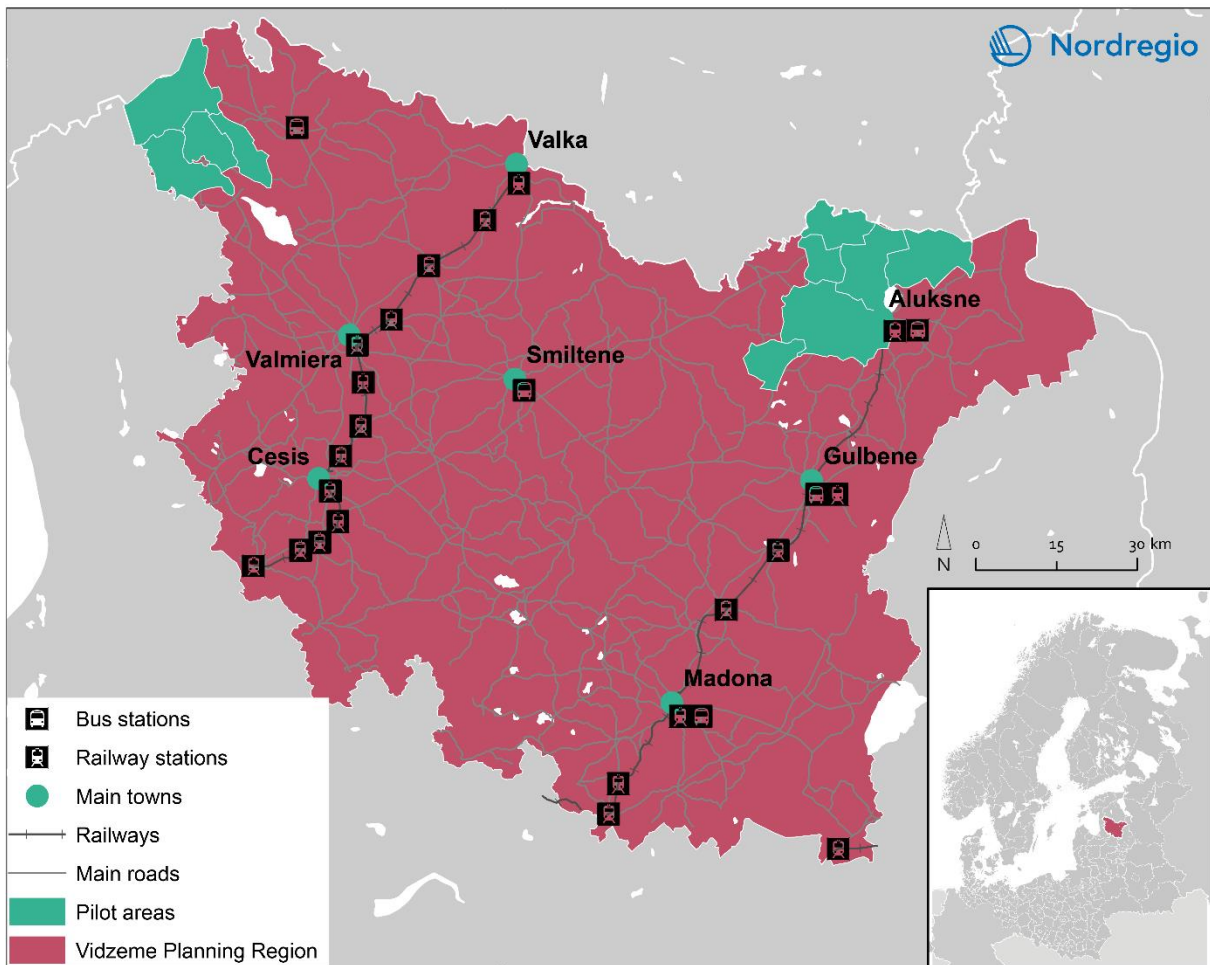 Nordregio
Valka
Aluksne
Valmiera
Smiltene
Cesis
Gulbene
N
0 15 30 km
Madona
Bus stations
Railway stations
Main towns
Railways
Main roads
Pilot areas
Vidzeme Planning Region